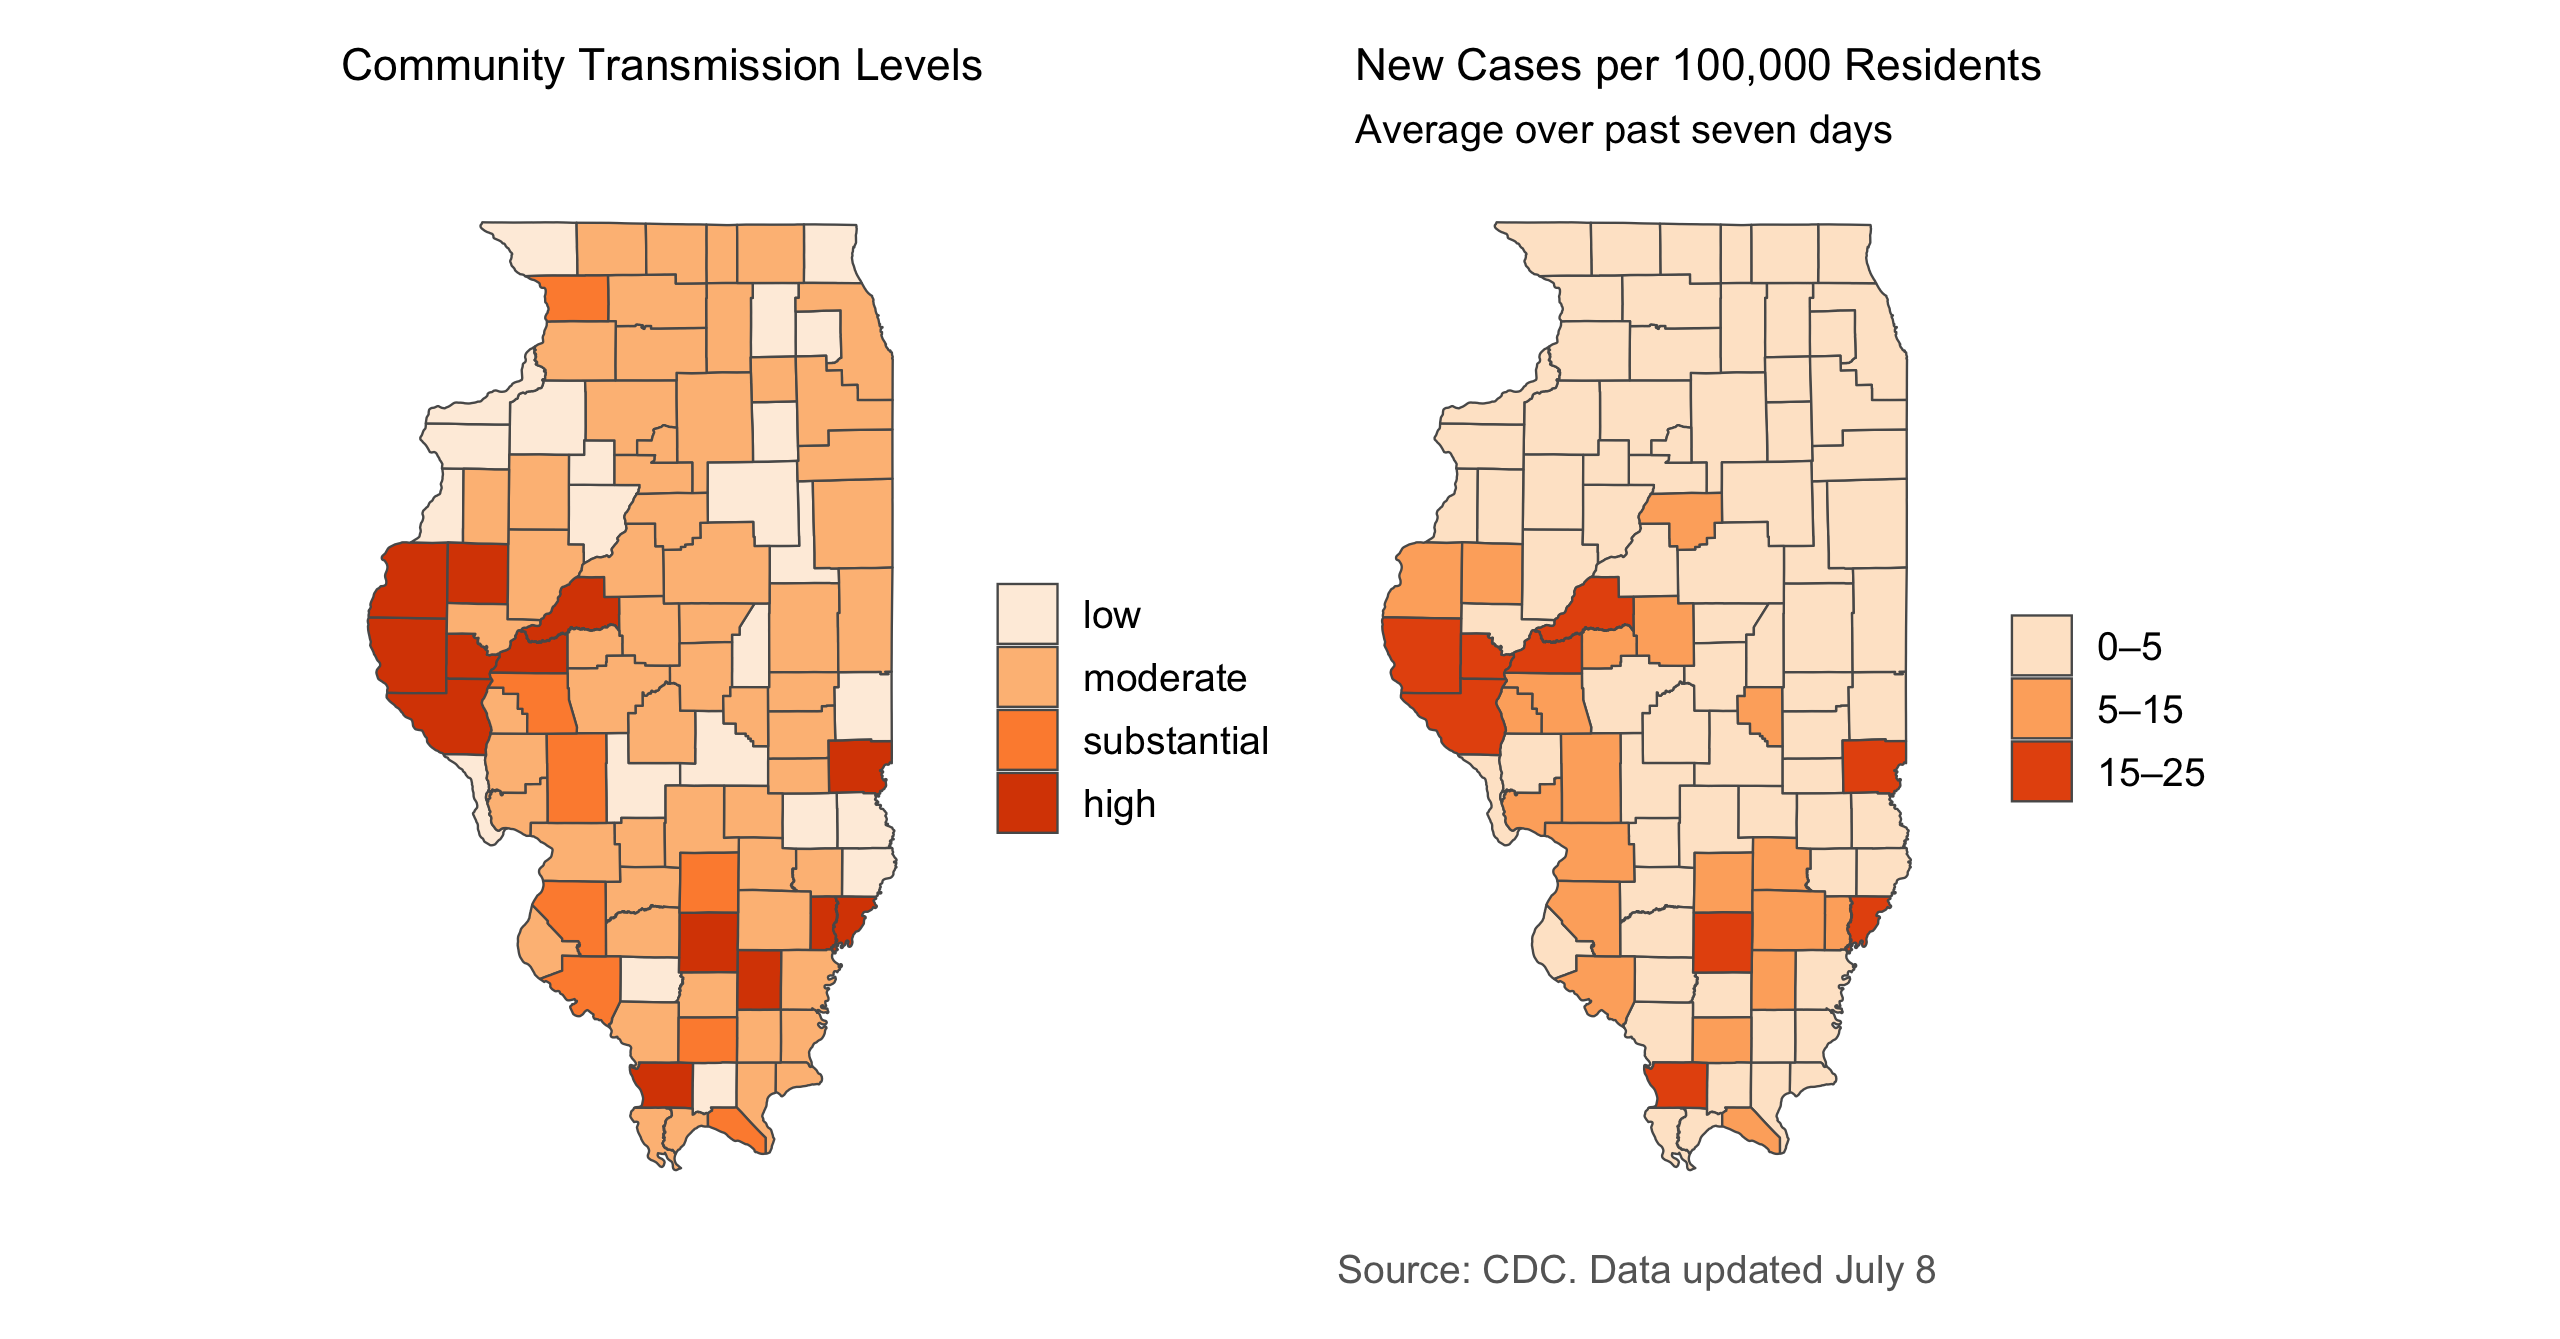 Community Transmission Levels
New Cases per 100,000 Residents
Average over past seven days
low
moderate
substantial
high
0–5
5–15
15–25
Source: CDC. Data updated July 8